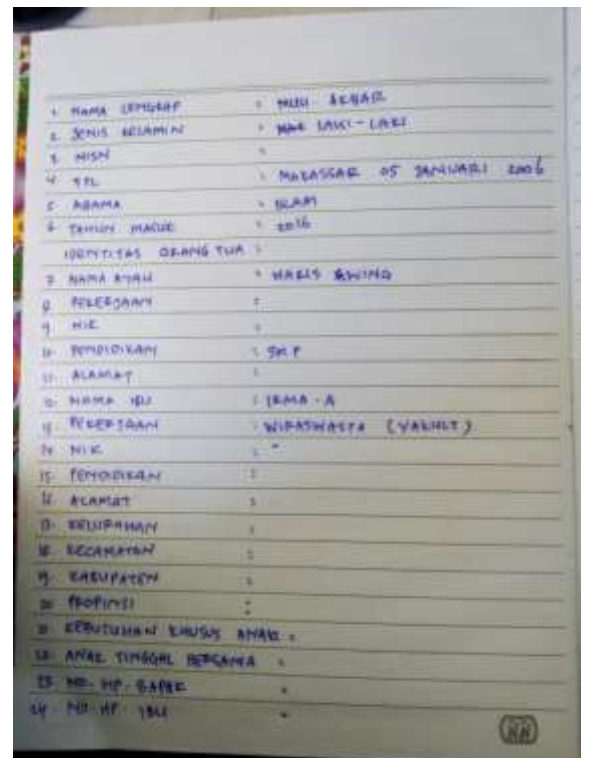 1. NAMA LENGKAP : MUH. AKBAR
2. JENIS KELAMIN : LAKI-LAKI
3. NISN :
4. TTL : MAKASSAR 05 JANUARI 2006
5. AGAMA : ISLAM
6. TAHUN MASUK : 2016
IDENTITAS ORANG TUA :
7. NAMA AYAH : HARIS AWING
8. PEKERJAAN :
9. NIK :
10. PENDIDIKAN : SMP
11. ALAMAT :
12. NAMA IBU : IRMA . A
13. PEKERJAAN : WIRASWASTA (YAKULT)
14. NIK : -
15. PENDIDIKAN :
16. ALAMAT :
17. KELURAHAN :
18. KECAMATAN :
19. KABUPATEN :
20. PROPINSI :
21. KEBUTUHAN KHUSUS ANAK :
22. ANAK TINGGAL BERSAMA :
23. NO. HP. BAPAK :
24. NO. HP. IBU :